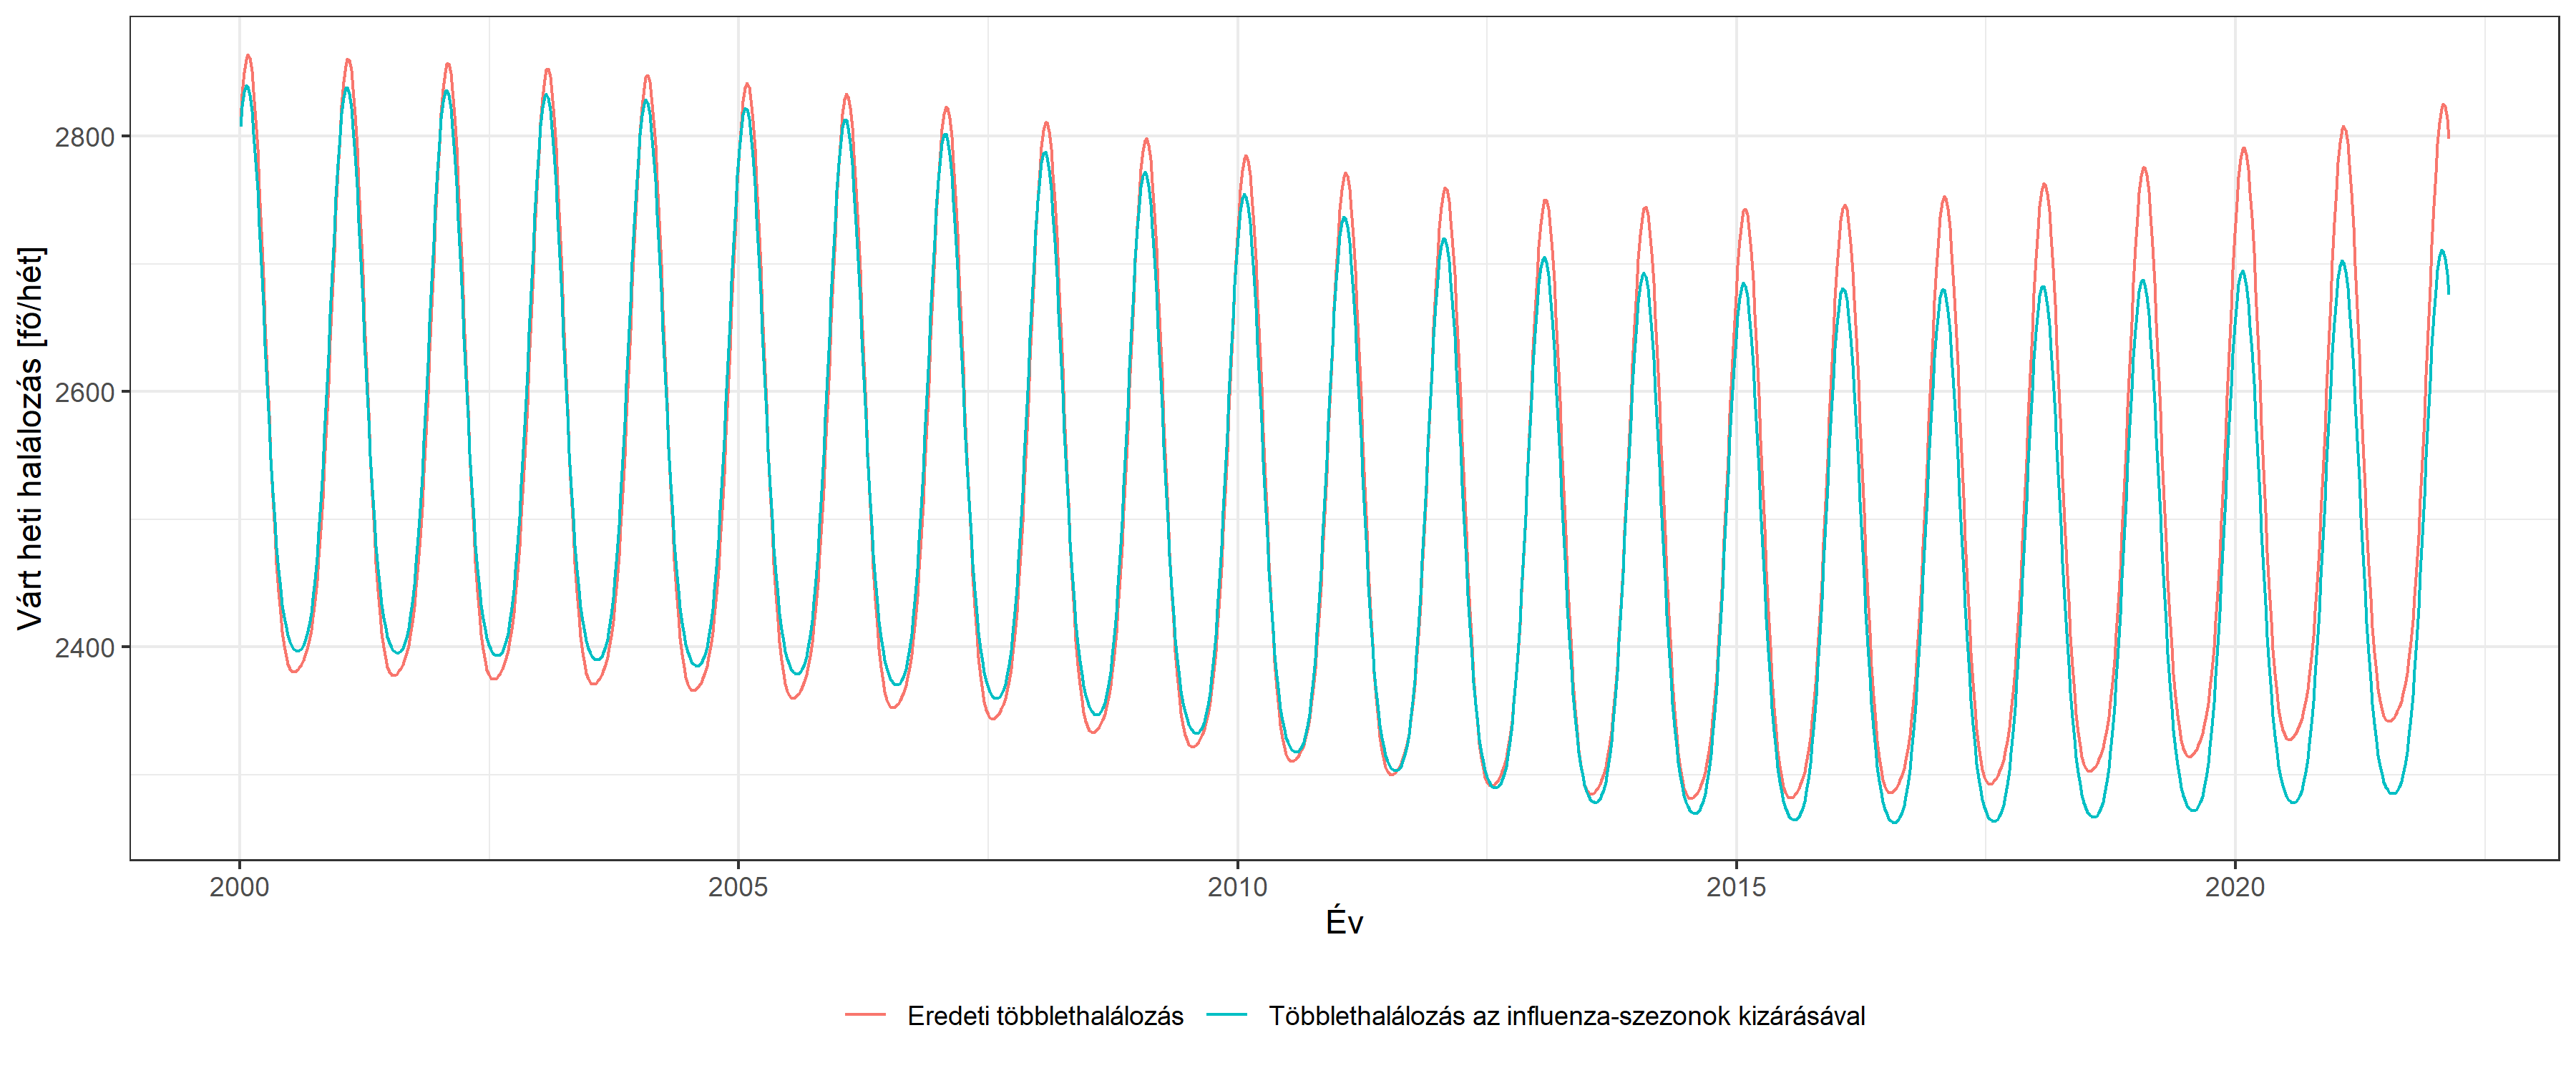 Várt heti halálozás [fő/hét]
2800
2600
2400
2000 2005 2010 2015 2020
Év
Eredeti többlethalálozás Többlethalálozás az influenza-szezonok kizárásával